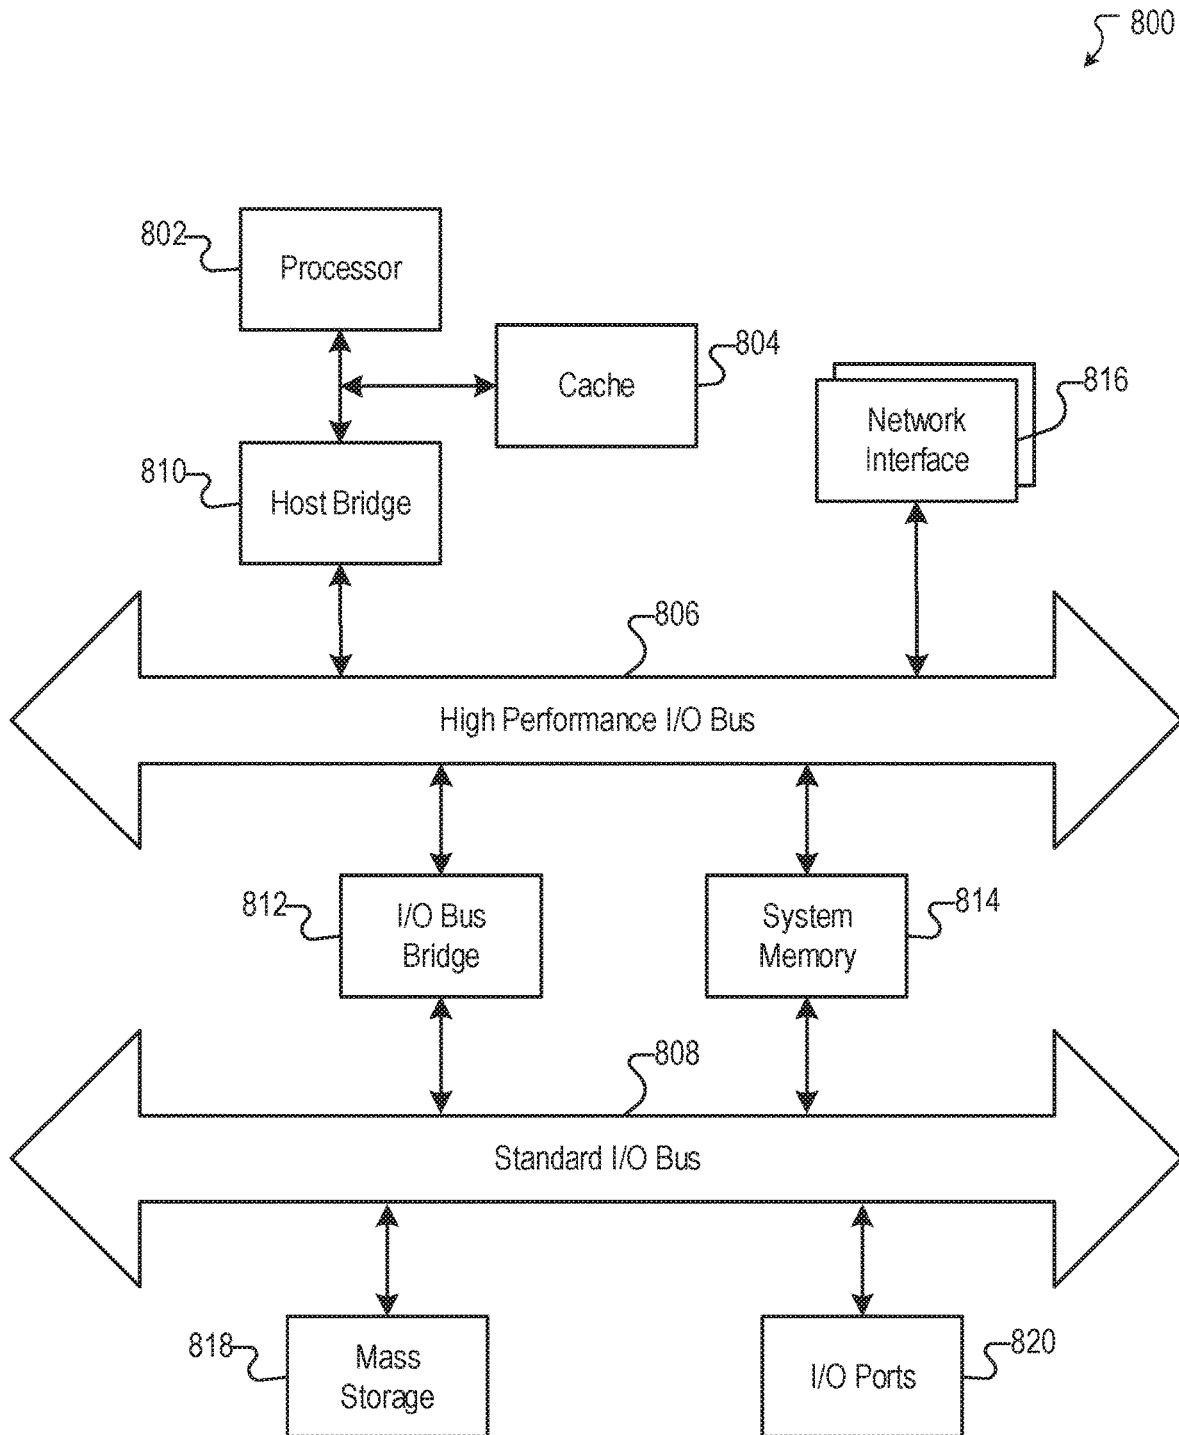 800
802
Processor
804
Cache
816
Network
Interface
810
Host Bridge
806
High Performance I/O Bus
812
I/O Bus
Bridge
System
Memory
814
808
Standard I/O Bus
818
Mass
Storage
I/O Ports
820